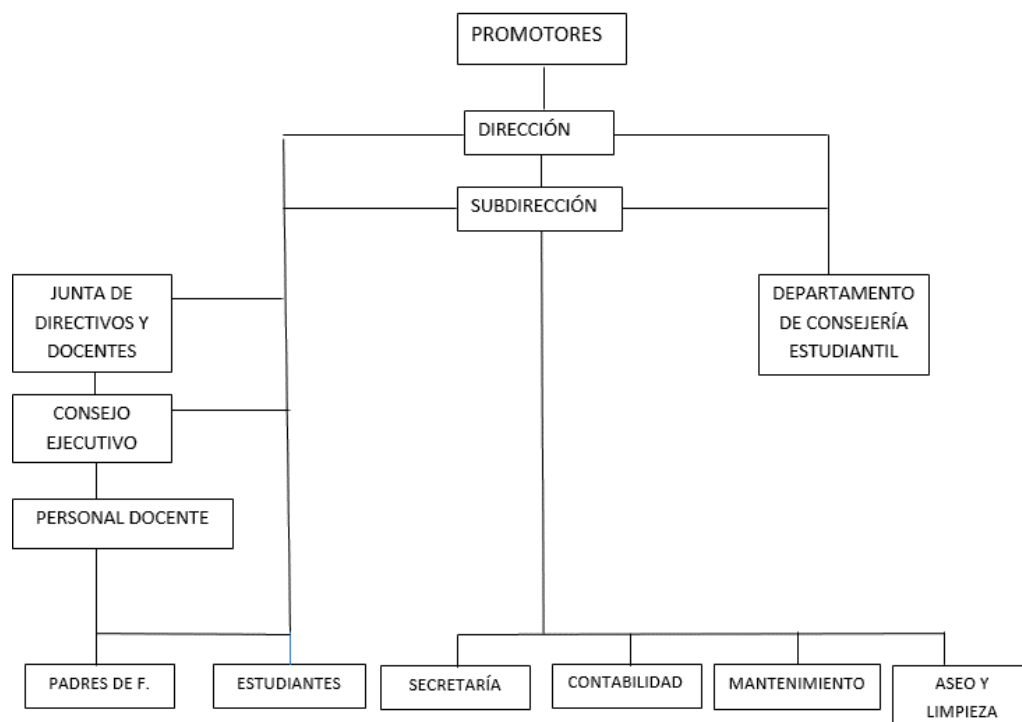 PROMOTORES
DIRECCIÓN
SUBDIRECCIÓN
JUNTA DE
DIRECTIVOS Y
DOCENTES
DEPARTAMENTO
DE CONSEJERÍA
ESTUDIANTIL
CONSEJO
EJECUTIVO
PERSONAL DOCENTE
PADRES DE F.
ESTUDIANTES
SECRETARÍA
CONTABILIDAD
MANTENIMIENTO
ASEO Y
LIMPIEZA